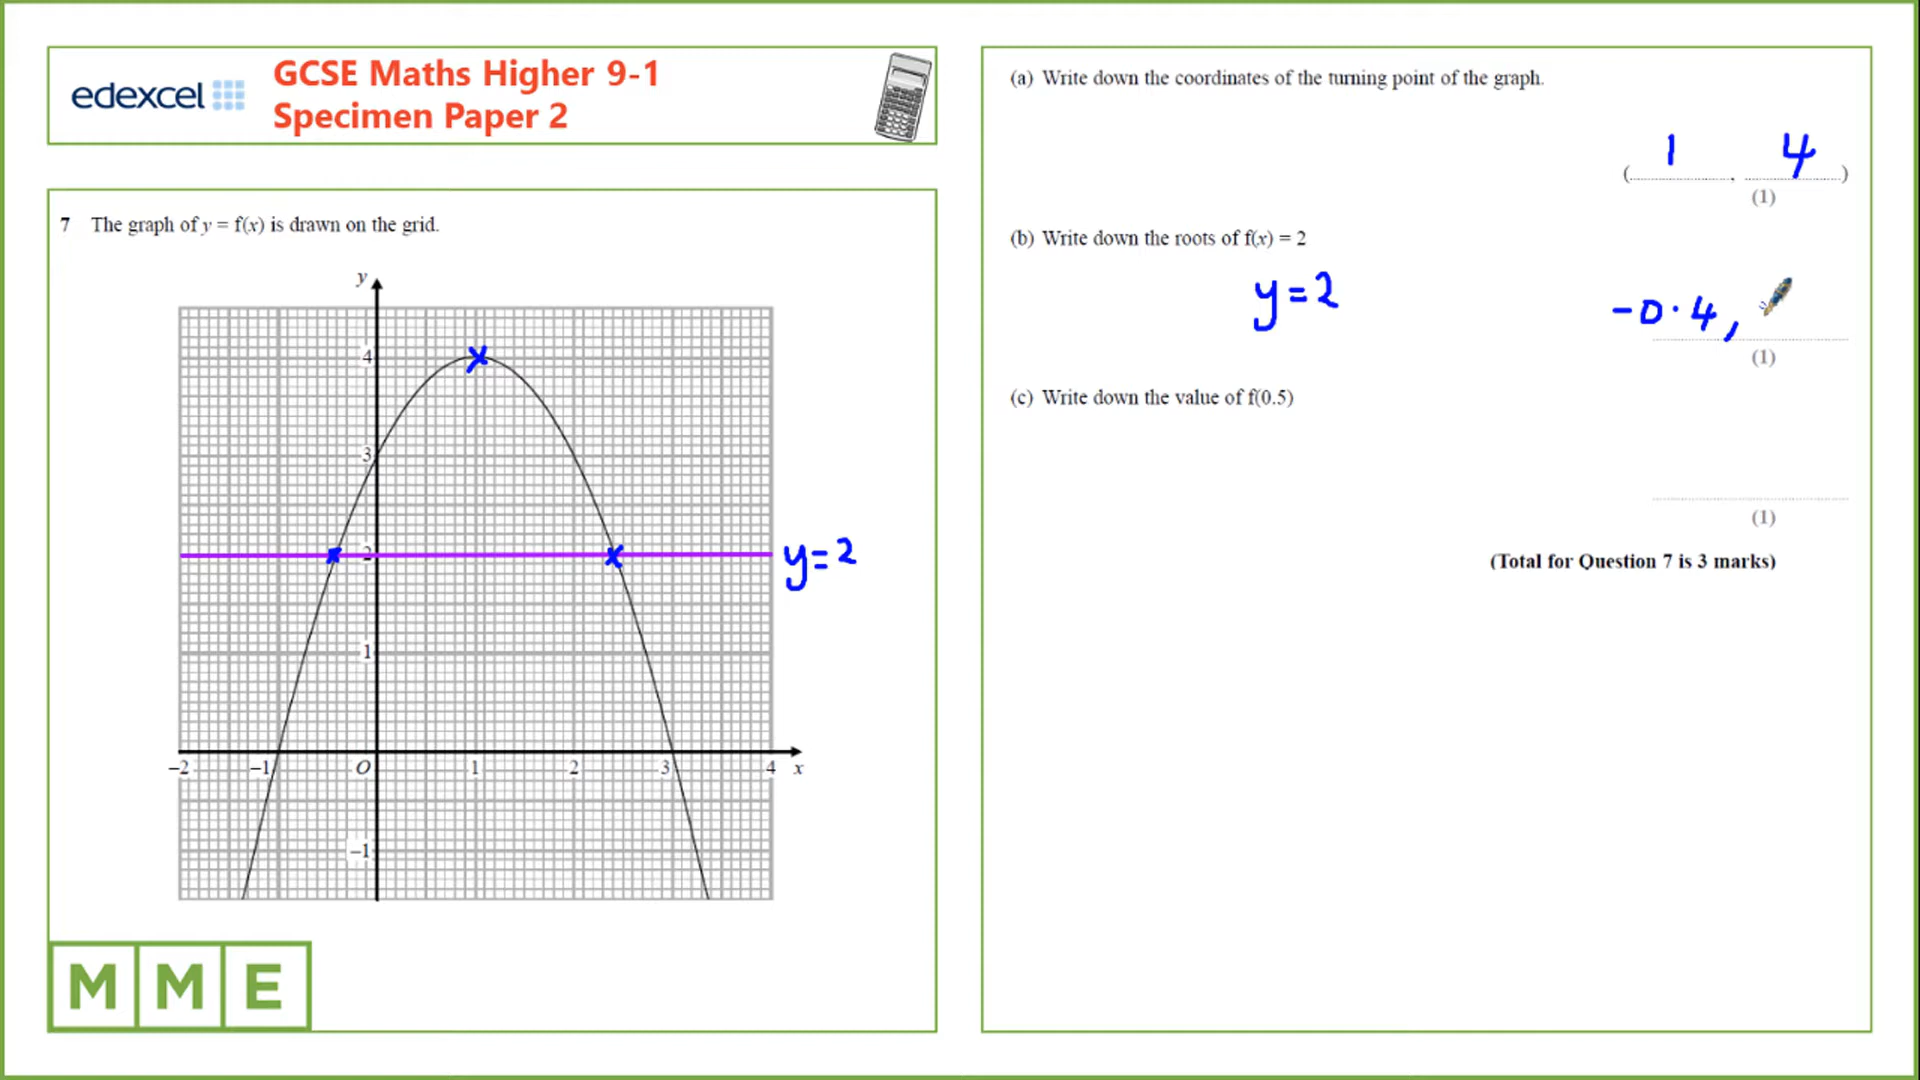 edexcel
GCSE Maths Higher 9-1
Specimen Paper 2
7 The graph of y = f(x) is drawn on the grid.
y
4
3
2
y=2
1
−2 −1 O 1 2 3 4 x
−1
MME
(a) Write down the coordinates of the turning point of the graph.
( 1 , 4 )
(1)
(b) Write down the roots of f(x) = 2
y=2
-0.4,
(1)
(c) Write down the value of f(0.5)
(1)
(Total for Question 7 is 3 marks)